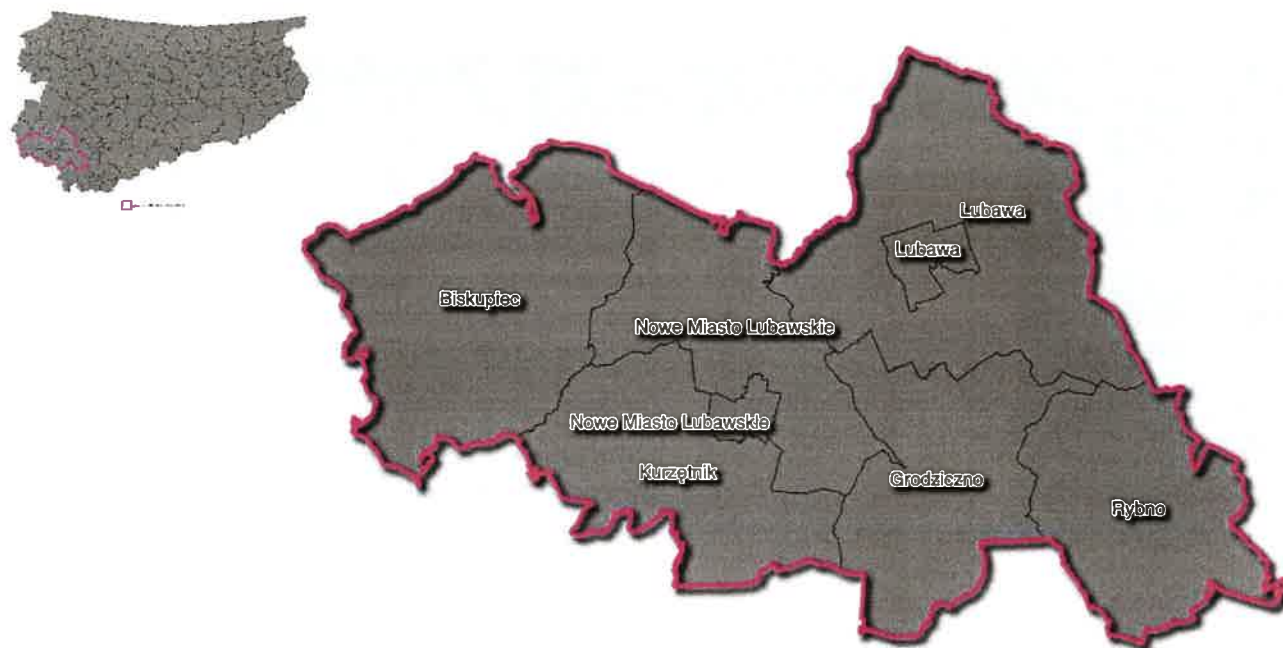 Lubawa
Lubawa
Biskupiec
Nowe Miasto Lubawskie
Nowe Miasto Lubawskie
Kurzętnik
Grodziczno
Rybno